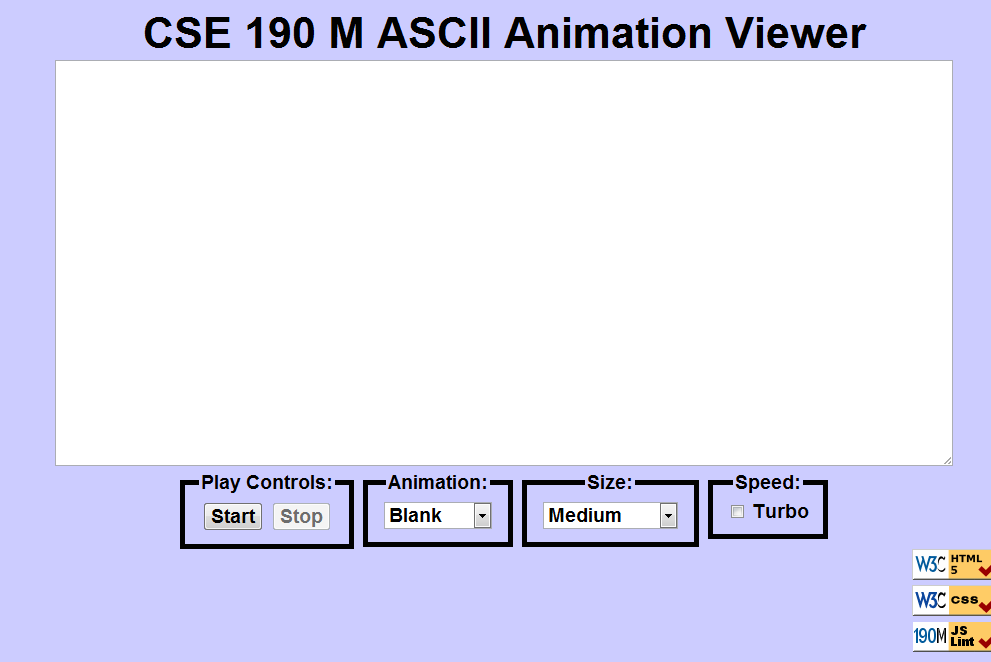 CSE 190 M ASCII Animation Viewer
Play Controls: Animation: Size: Speed:
Start Stop Blank Medium Turbo
W3C HTML 5
W3C css
190M JS Lint